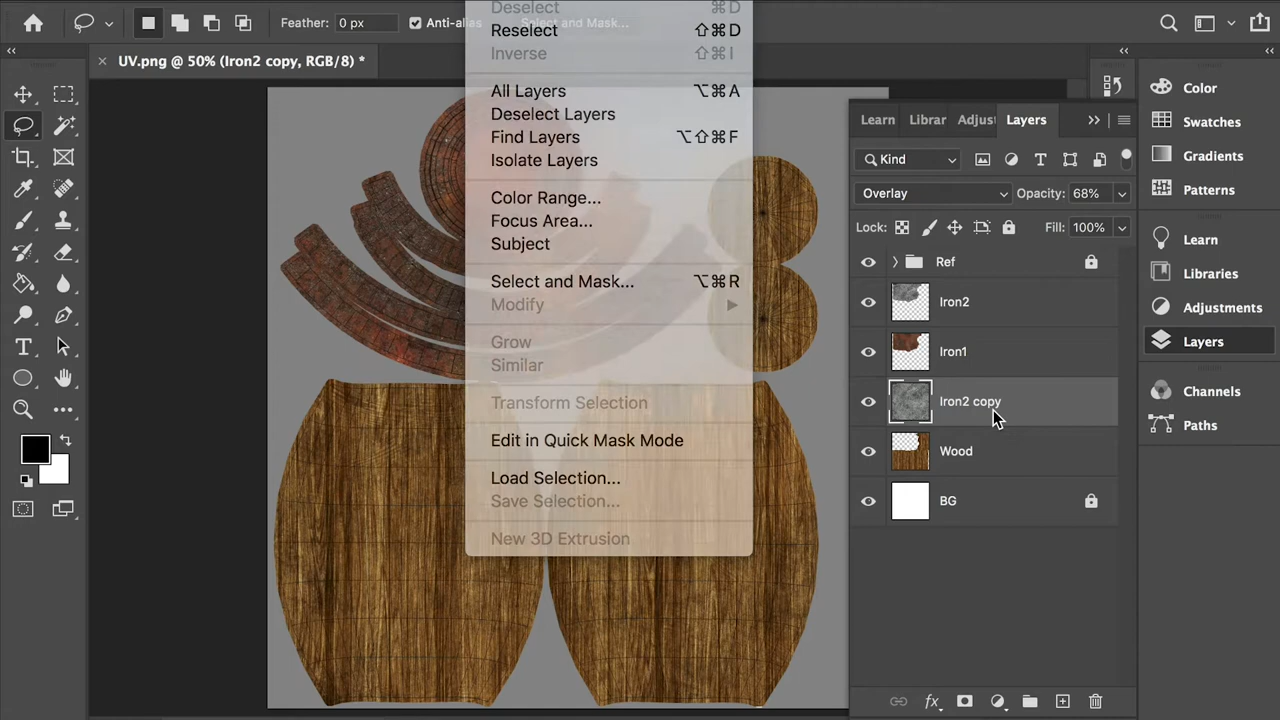 Feather: 0 px Anti-alias Select and Mask...
UV.png @ 50% (Iron2 copy, RGB/8) *
Deselect ⌘D
Reselect ⇧⌘D
Inverse ⇧⌘I
All Layers ⌥⌘A
Deselect Layers
Find Layers ⌥⇧⌘F
Isolate Layers
Color Range...
Focus Area...
Subject
Select and Mask... ⌥⌘R
Modify
Grow
Similar
Transform Selection
Edit in Quick Mask Mode
Load Selection...
Save Selection...
New 3D Extrusion
Learn Librar Adjust Layers
Kind
Overlay Opacity: 68%
Lock: Fill: 100%
Ref
Iron2
Iron1
Iron2 copy
Wood
BG
fx
Color
Swatches
Gradients
Patterns
Learn
Libraries
Adjustments
Layers
Channels
Paths